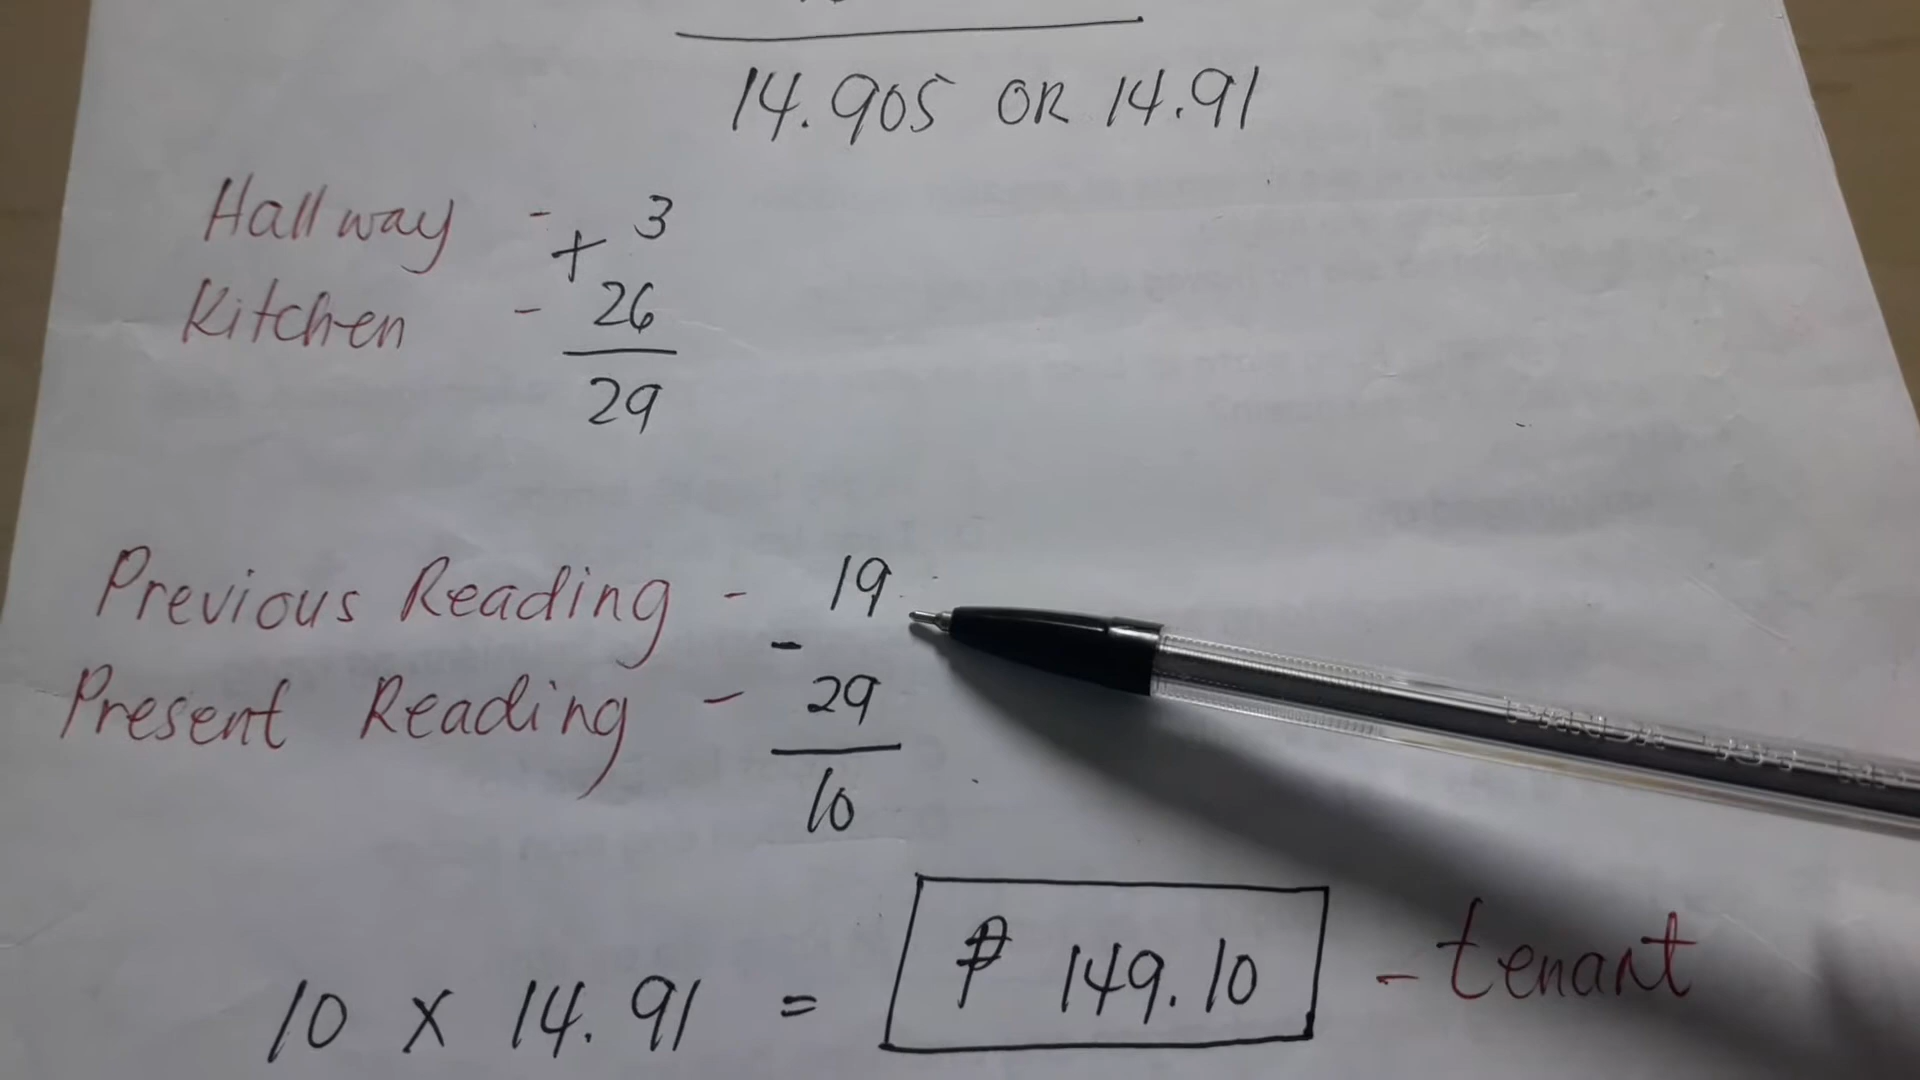 14.905 OR 14.91
Hallway - 3
+
Kitchen - 26
29
Previous Reading - 19
-
Present Reading - 29
10
10 x 14.91 = ₱ 149.10 - tenant